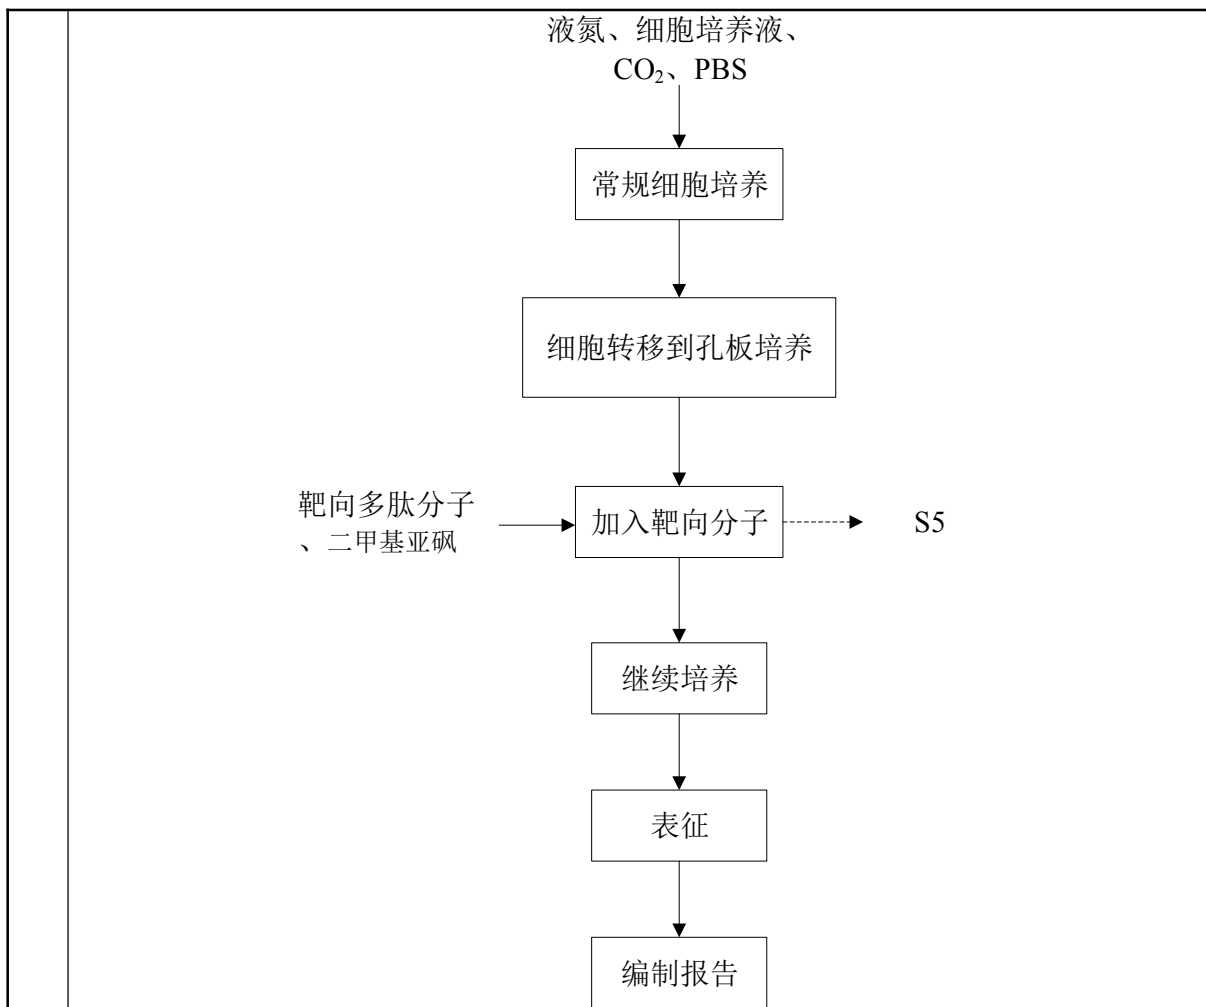 液氮、细胞培养液、
CO₂、PBS
常规细胞培养
细胞转移到孔板培养
靶向多肽分子
、二甲基亚砜
加入靶向分子
S5
继续培养
表征
编制报告